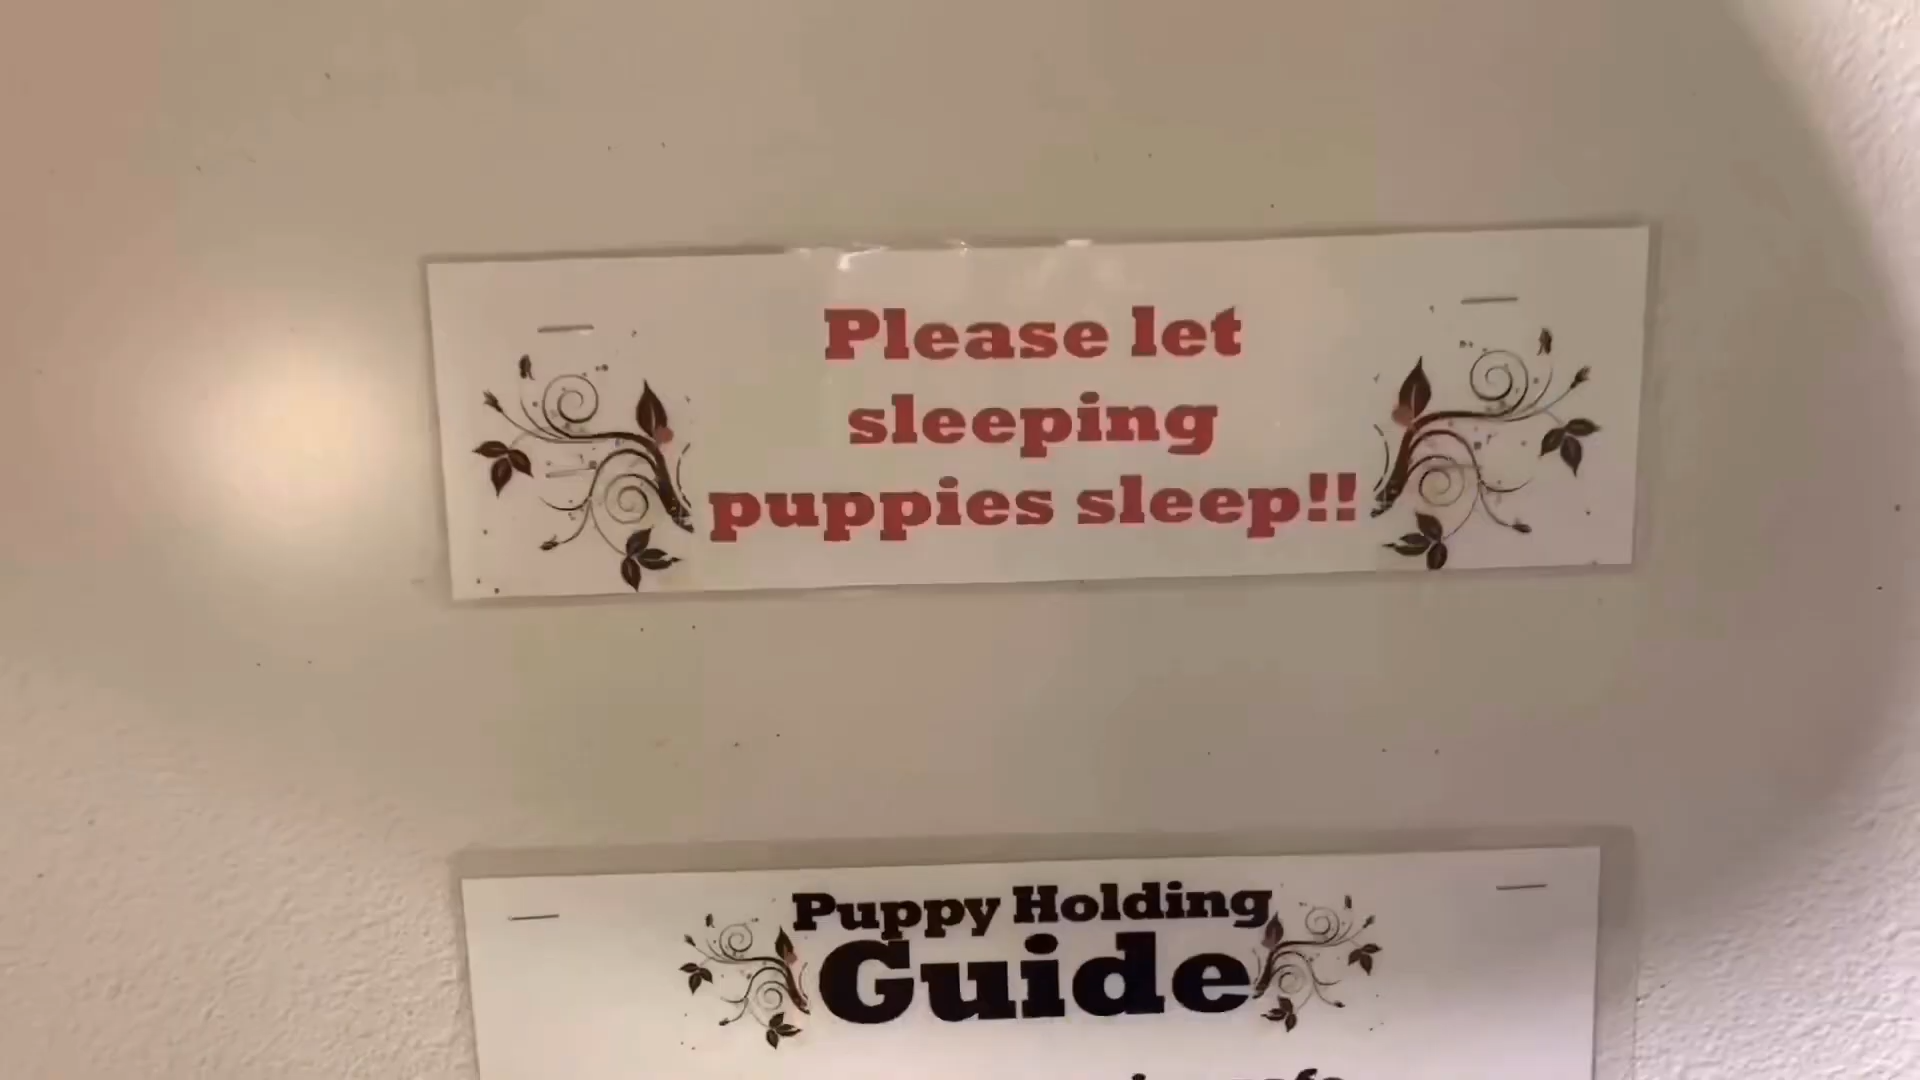 Please let
sleeping
puppies sleep!!
Puppy Holding
Guide